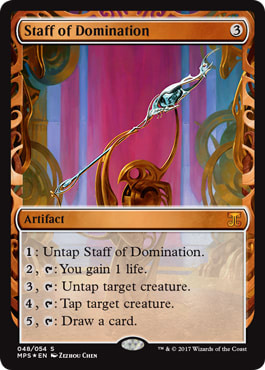 Staff of Domination 3
Artifact
1: Untap Staff of Domination.
2, : You gain 1 life.
3, : Untap target creature.
4, : Tap target creature.
5, : Draw a card.
048/054 S
MPS EN ZEZHOU CHEN
™ & © 2017 Wizards of the Coast